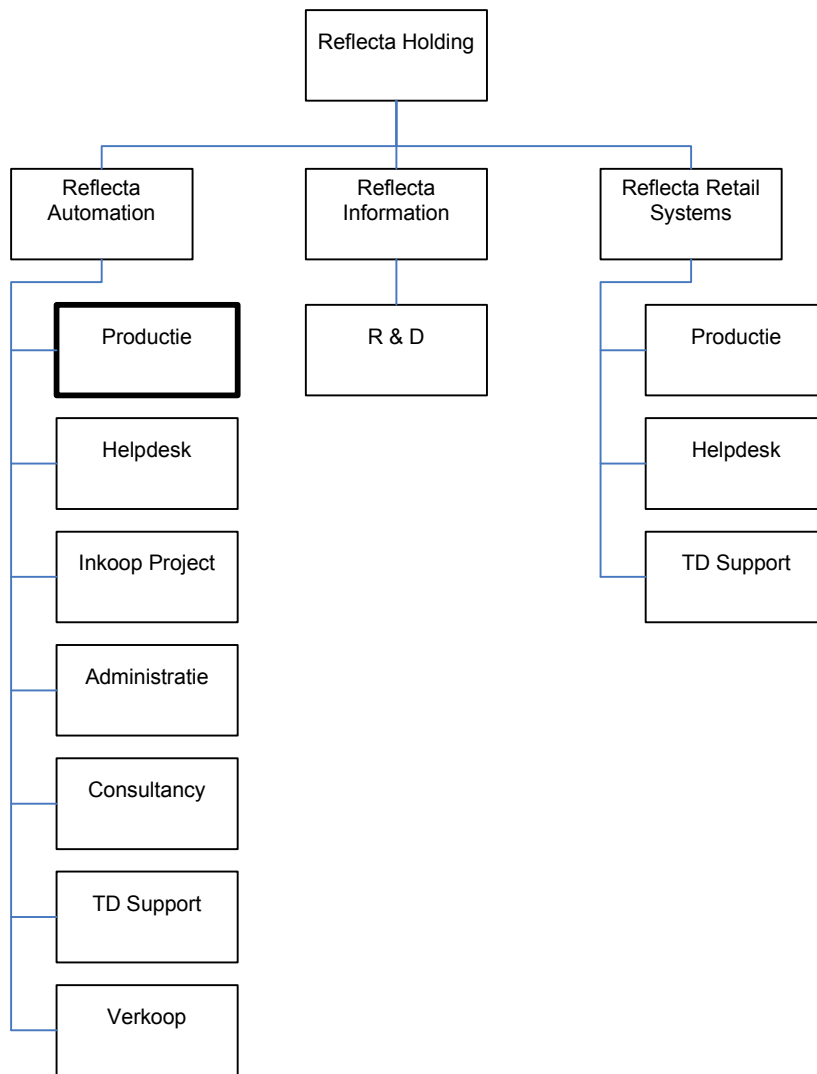 Reflecta Holding
Reflecta
Automation
Reflecta
Information
Reflecta Retail
Systems
Productie
R & D
Productie
Helpdesk
Helpdesk
Inkoop Project
TD Support
Administratie
Consultancy
TD Support
Verkoop